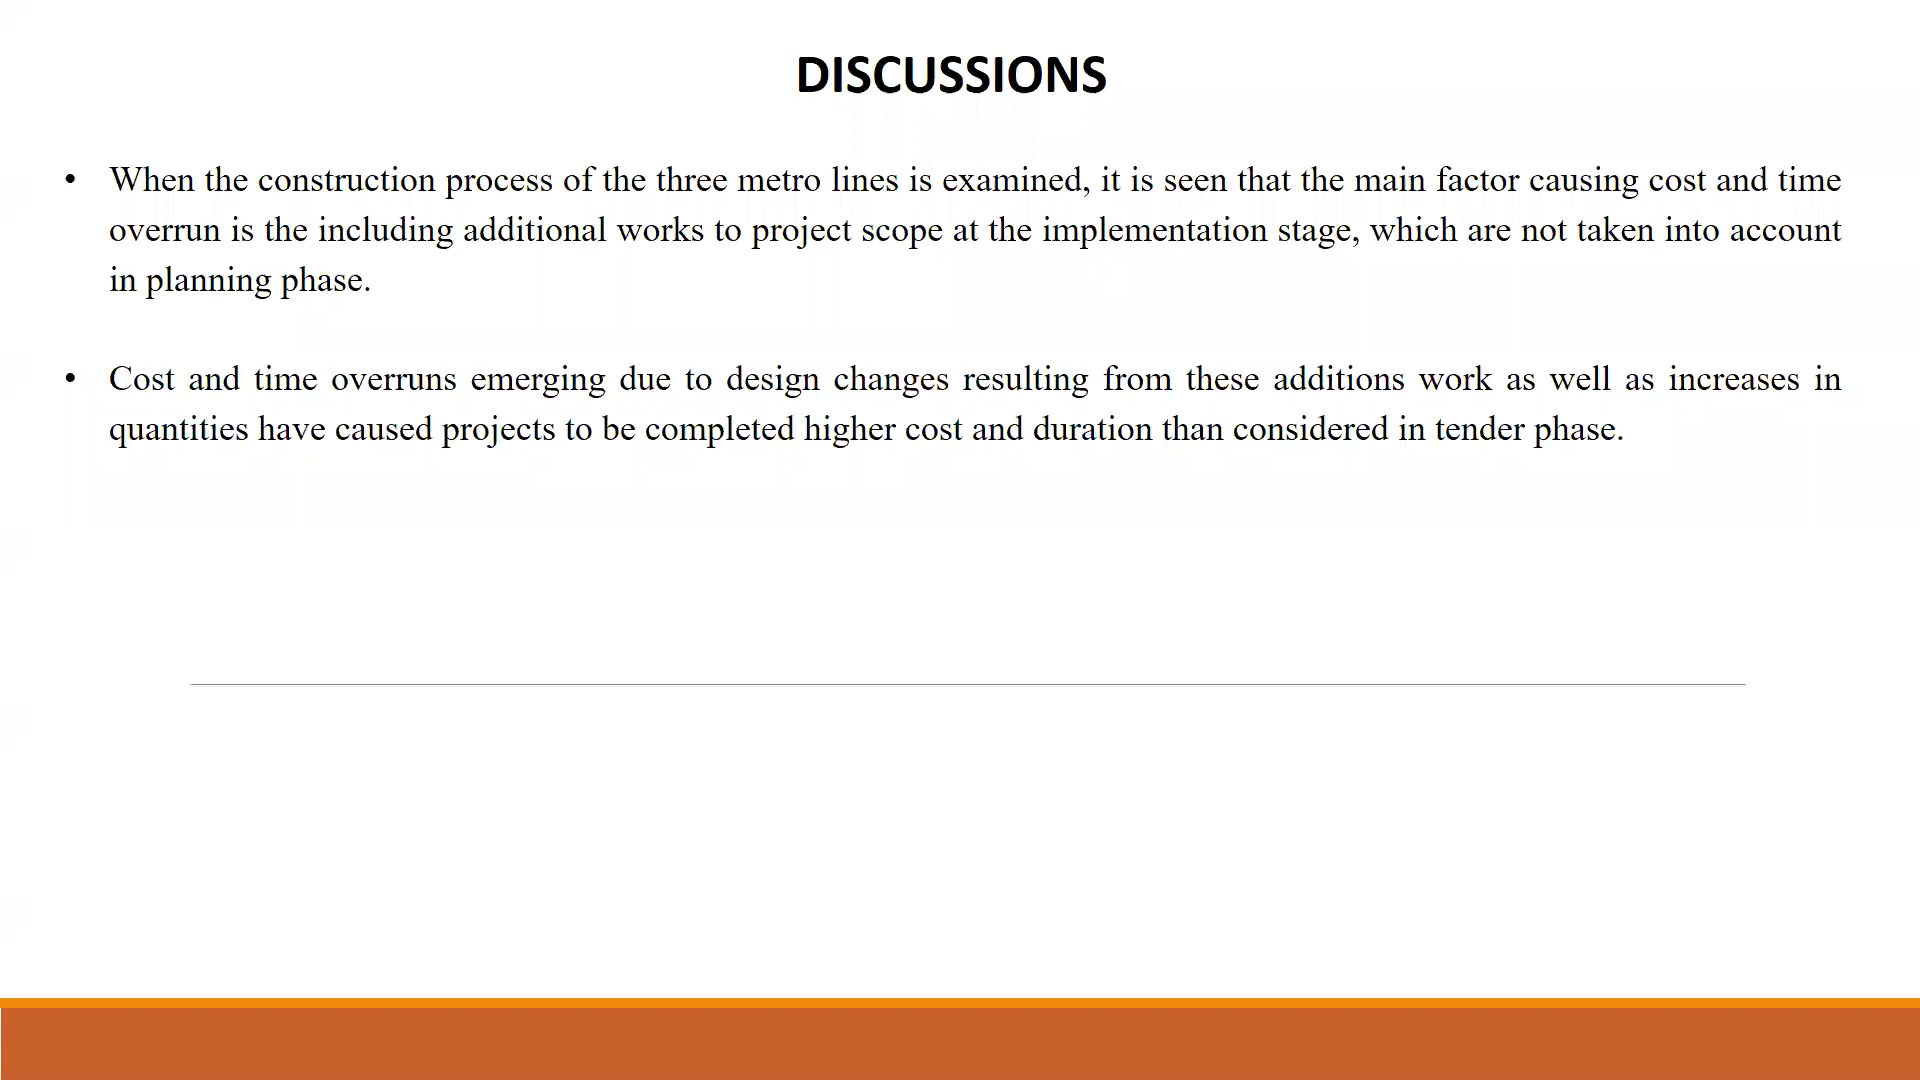 DISCUSSIONS
• When the construction process of the three metro lines is examined, it is seen that the main factor causing cost and time
overrun is the including additional works to project scope at the implementation stage, which are not taken into account
in planning phase.
• Cost and time overruns emerging due to design changes resulting from these additions work as well as increases in
quantities have caused projects to be completed higher cost and duration than considered in tender phase.